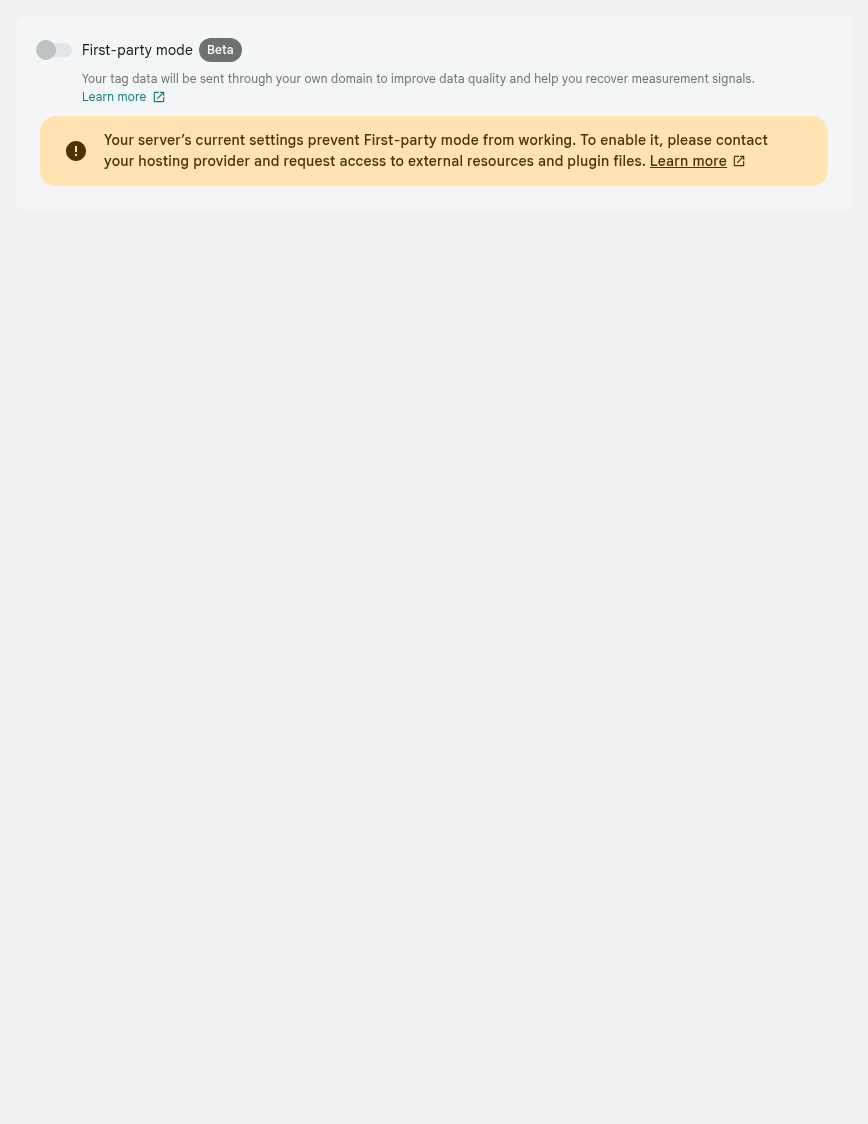 First-party mode Beta
Your tag data will be sent through your own domain to improve data quality and help you recover measurement signals.
Learn more
Your server’s current settings prevent First-party mode from working. To enable it, please contact
your hosting provider and request access to external resources and plugin files. Learn more